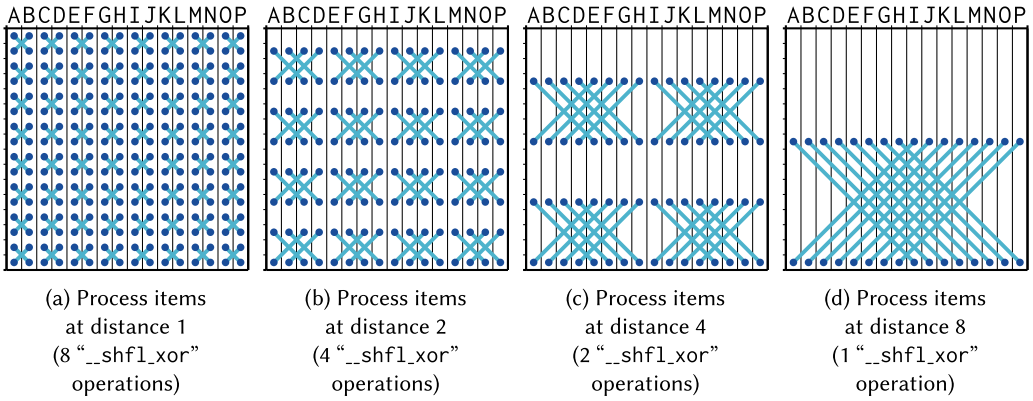 ABCDEFGHIJKLMNOP ABCDEFGHIJKLMNOP ABCDEFGHIJKLMNOP ABCDEFGHIJKLMNOP
(a) Process items
at distance 1
(8 “__shfl_xor”
operations)
(b) Process items
at distance 2
(4 “__shfl_xor”
operations)
(c) Process items
at distance 4
(2 “__shfl_xor”
operations)
(d) Process items
at distance 8
(1 “__shfl_xor”
operation)